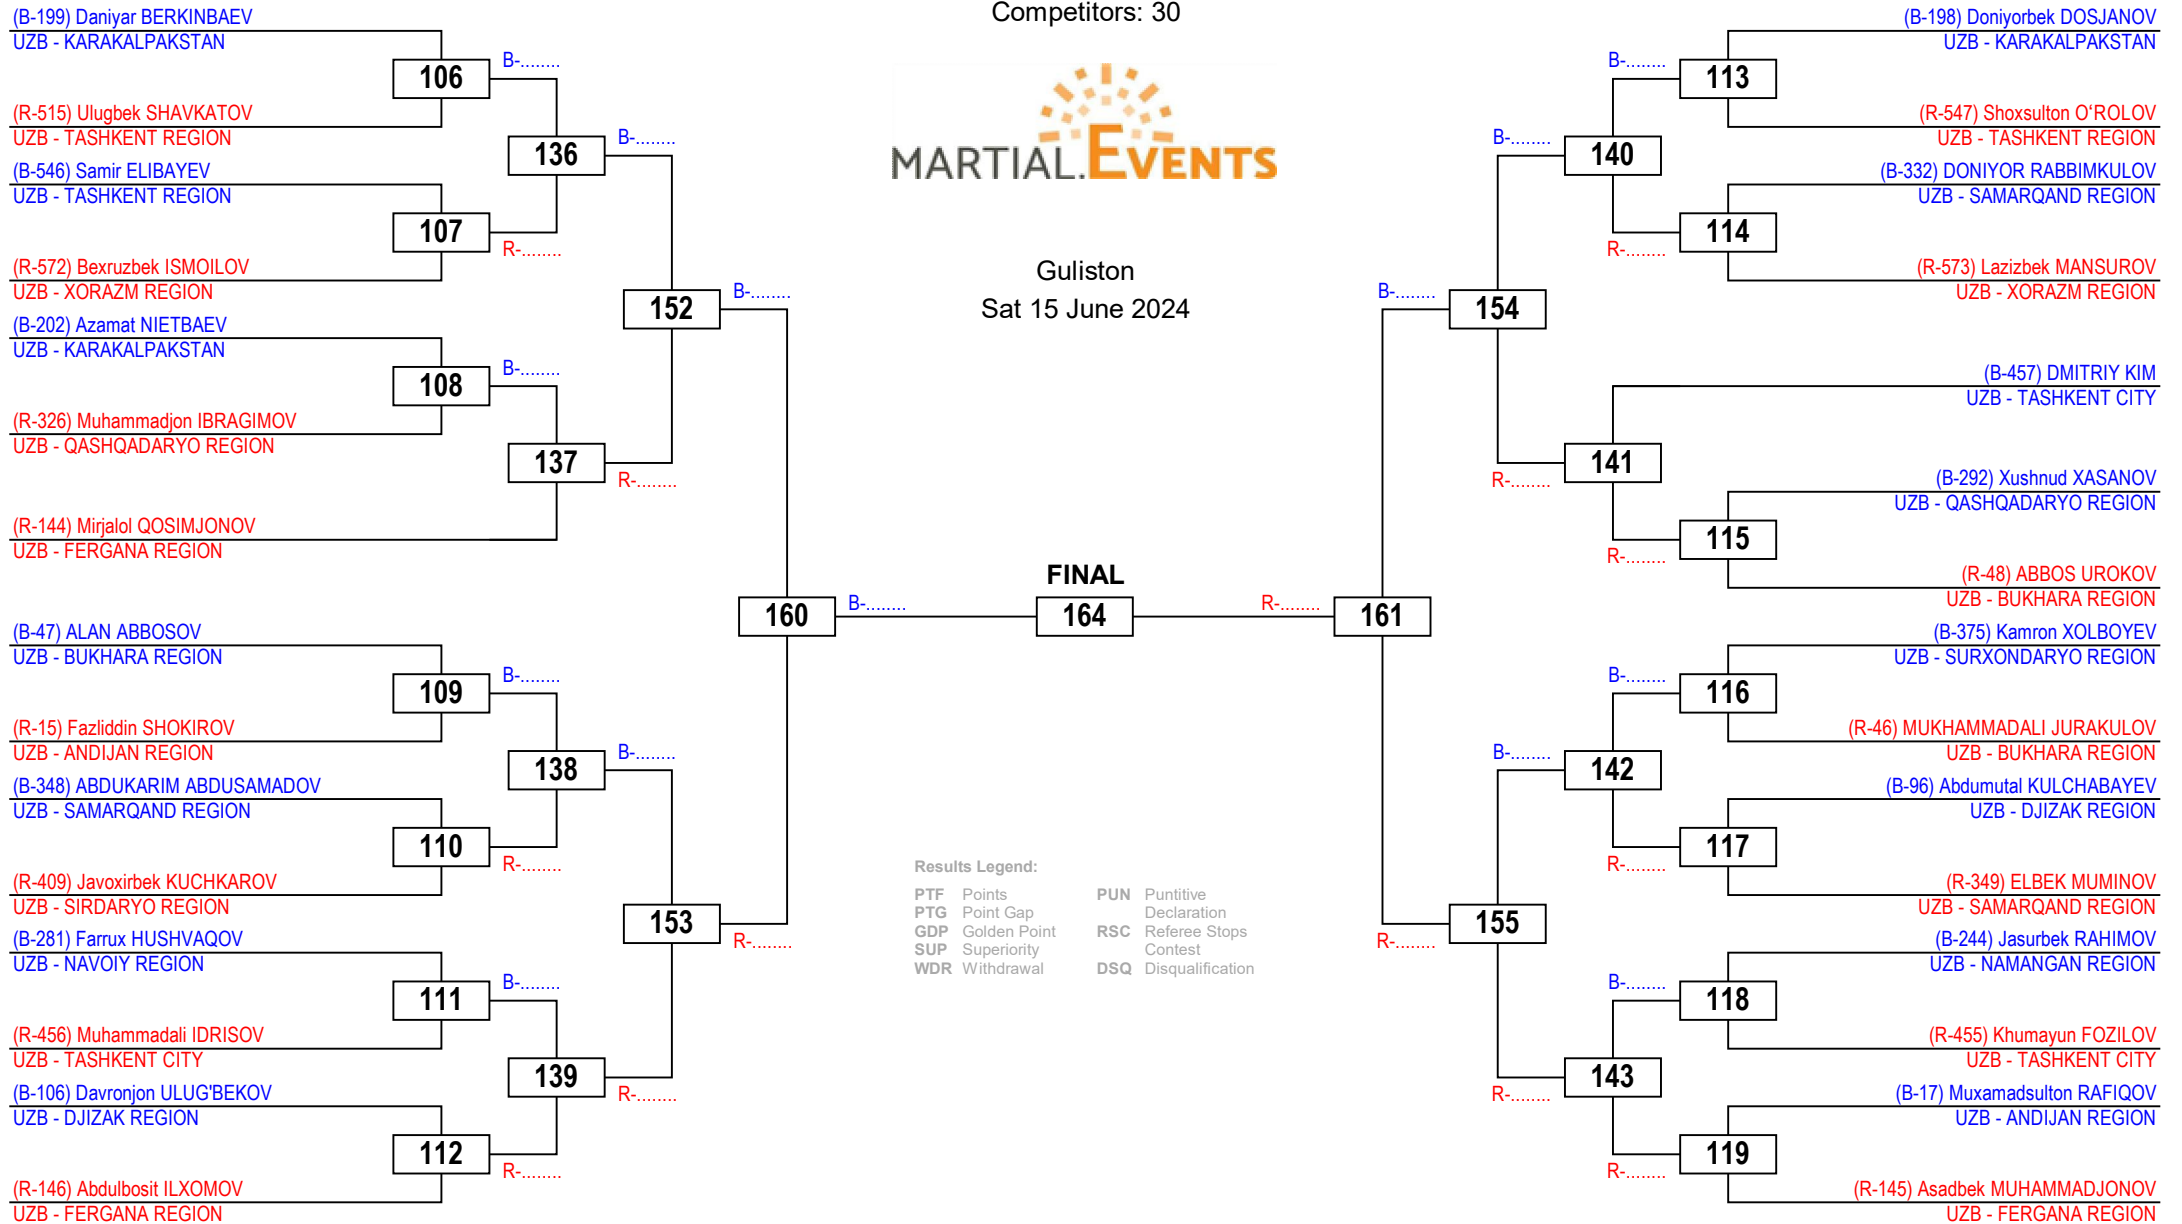 Competitors: 30
MARTIAL.EVENTS
Guliston
Sat 15 June 2024
(B-199) Daniyar BERKINBAEV
UZB - KARAKALPAKSTAN
106
(R-515) Ulugbek SHAVKATOV
UZB - TASHKENT REGION
(B-546) Samir ELIBAYEV
UZB - TASHKENT REGION
107
(R-572) Bexruzbek ISMOILOV
UZB - XORAZM REGION
(B-202) Azamat NIETBAEV
UZB - KARAKALPAKSTAN
108
(R-326) Muhammadjon IBRAGIMOV
UZB - QASHQADARYO REGION
(R-144) Mirjalol QOSIMJONOV
UZB - FERGANA REGION
(B-47) ALAN ABBOSOV
UZB - BUKHARA REGION
109
(R-15) Fazliddin SHOKIROV
UZB - ANDIJAN REGION
(B-348) ABDUKARIM ABDUSAMADOV
UZB - SAMARQAND REGION
110
(R-409) Javoxirbek KUCHKAROV
UZB - SIRDARYO REGION
(B-281) Farrux HUSHVAQOV
UZB - NAVOIY REGION
111
(R-456) Muhammadali IDRISOV
UZB - TASHKENT CITY
(B-106) Davronjon ULUG'BEKOV
UZB - DJIZAK REGION
112
(R-146) Abdulbosit ILXOMOV
UZB - FERGANA REGION
B-........
136
R-........
B-........
137
B-........
138
R-........
B-........
139
R-........
B-........
152
R-........
B-........
153
R-........
B-........
160
R-........
B-........
FINAL
164
R-........
161
B-........
R-........
154
B-........
R-........
155
B-........
R-........
140
B-........
R-........
141
R-........
142
B-........
R-........
143
B-........
R-........
(B-198) Doniyorbek DOSJANOV
UZB - KARAKALPAKSTAN
113
(R-547) Shoxsulton O‘ROLOV
UZB - TASHKENT REGION
(B-332) DONIYOR RABBIMKULOV
UZB - SAMARQAND REGION
114
(R-573) Lazizbek MANSUROV
UZB - XORAZM REGION
(B-457) DMITRIY KIM
UZB - TASHKENT CITY
(B-292) Xushnud XASANOV
UZB - QASHQADARYO REGION
115
(R-48) ABBOS UROKOV
UZB - BUKHARA REGION
(B-375) Kamron XOLBOYEV
UZB - SURXONDARYO REGION
116
(R-46) MUKHAMMADALI JURAKULOV
UZB - BUKHARA REGION
(B-96) Abdumutal KULCHABAYEV
UZB - DJIZAK REGION
117
(R-349) ELBEK MUMINOV
UZB - SAMARQAND REGION
(B-244) Jasurbek RAHIMOV
UZB - NAMANGAN REGION
118
(R-455) Khumayun FOZILOV
UZB - TASHKENT CITY
(B-17) Muxamadsulton RAFIQOV
UZB - ANDIJAN REGION
119
(R-145) Asadbek MUHAMMADJONOV
UZB - FERGANA REGION
Results Legend:
PTF Points
PTG Point Gap
GDP Golden Point
SUP Superiority
WDR Withdrawal
PUN Puntitive
Declaration
RSC Referee Stops
Contest
DSQ Disqualification